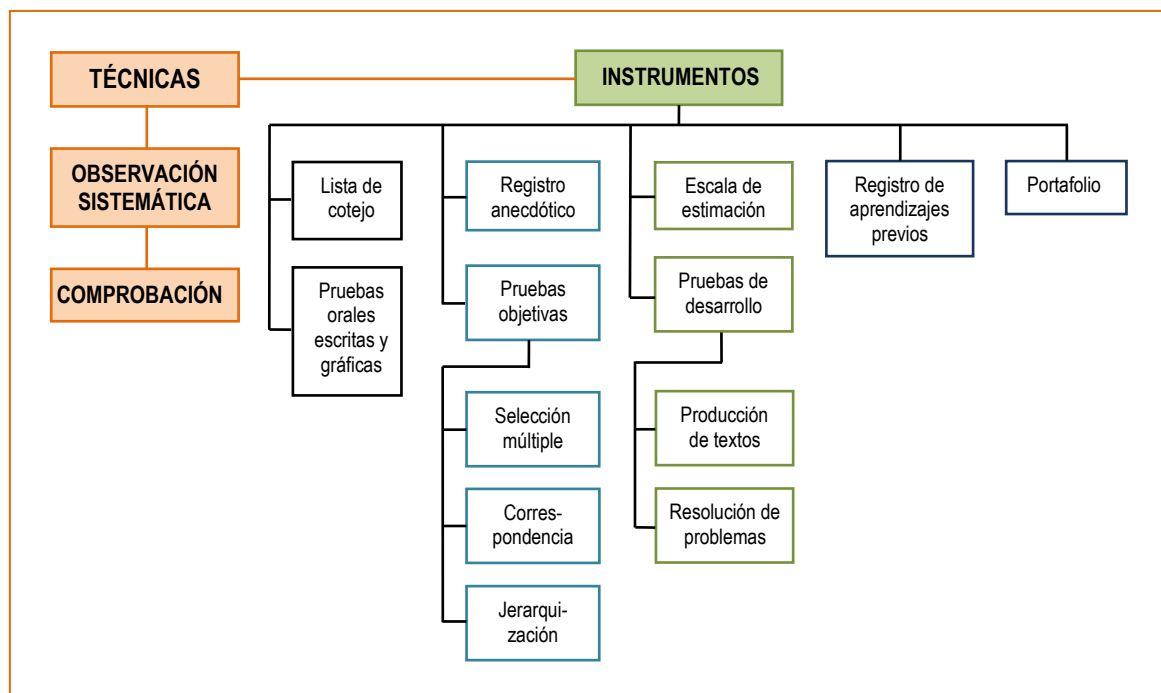 TÉCNICAS
INSTRUMENTOS
OBSERVACIÓN
SISTEMÁTICA
COMPROBACIÓN
Lista de
cotejo
Pruebas
orales
escritas y
gráficas
Registro
anecdótico
Pruebas
objetivas
Selección
múltiple
Corres-
pondencia
Jerarqui-
zación
Escala de
estimación
Pruebas de
desarrollo
Producción
de textos
Resolución de
problemas
Registro de
aprendizajes
previos
Portafolio